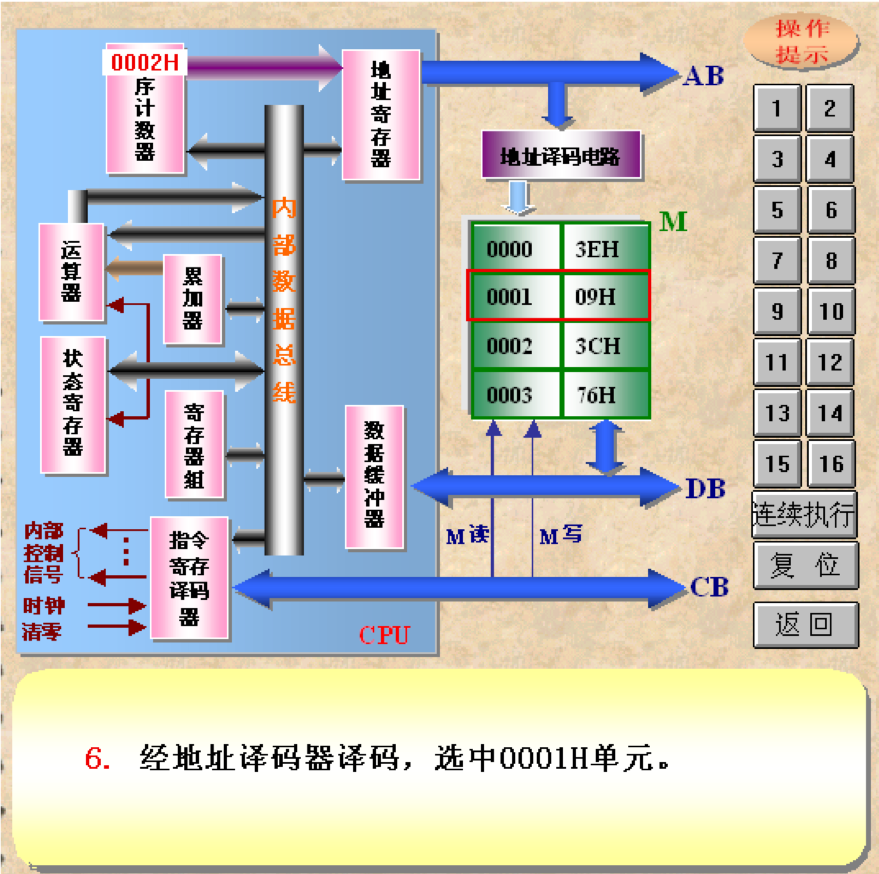 操作
提示
0002H
序计数器
地址寄存器
AB
地址译码电路
M
0000 3EH
0001 09H
0002 3CH
0003 76H
内部数据总线
运算器
累加器
状态寄存器
寄存器组
数据缓冲器
DB
M读
M写
内部
控制
信号
时钟
清零
指令
寄存
译码
器
CB
CPU
1 2
3 4
5 6
7 8
9 10
11 12
13 14
15 16
连续执行
复 位
返 回
6. 经地址译码器译码，选中0001H单元。